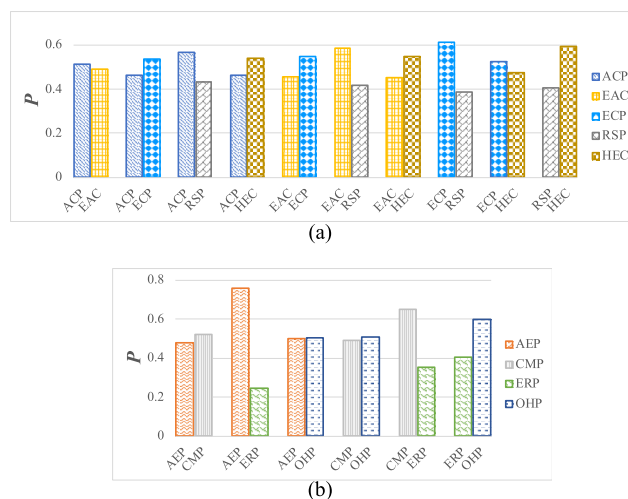 0.6
0.4
0.2
0
P
ACP EAC
ACP ECP
ACP RSP
ACP HEC
EAC ECP
EAC RSP
EAC HEC
ECP RSP
ECP HEC
RSP HEC
ACP
EAC
ECP
RSP
HEC
(a)
0.8
0.6
0.4
0.2
0
P
AEP CMP
AEP ERP
AEP OHP
CMP OHP
CMP ERP
ERP OHP
AEP
CMP
ERP
OHP
(b)